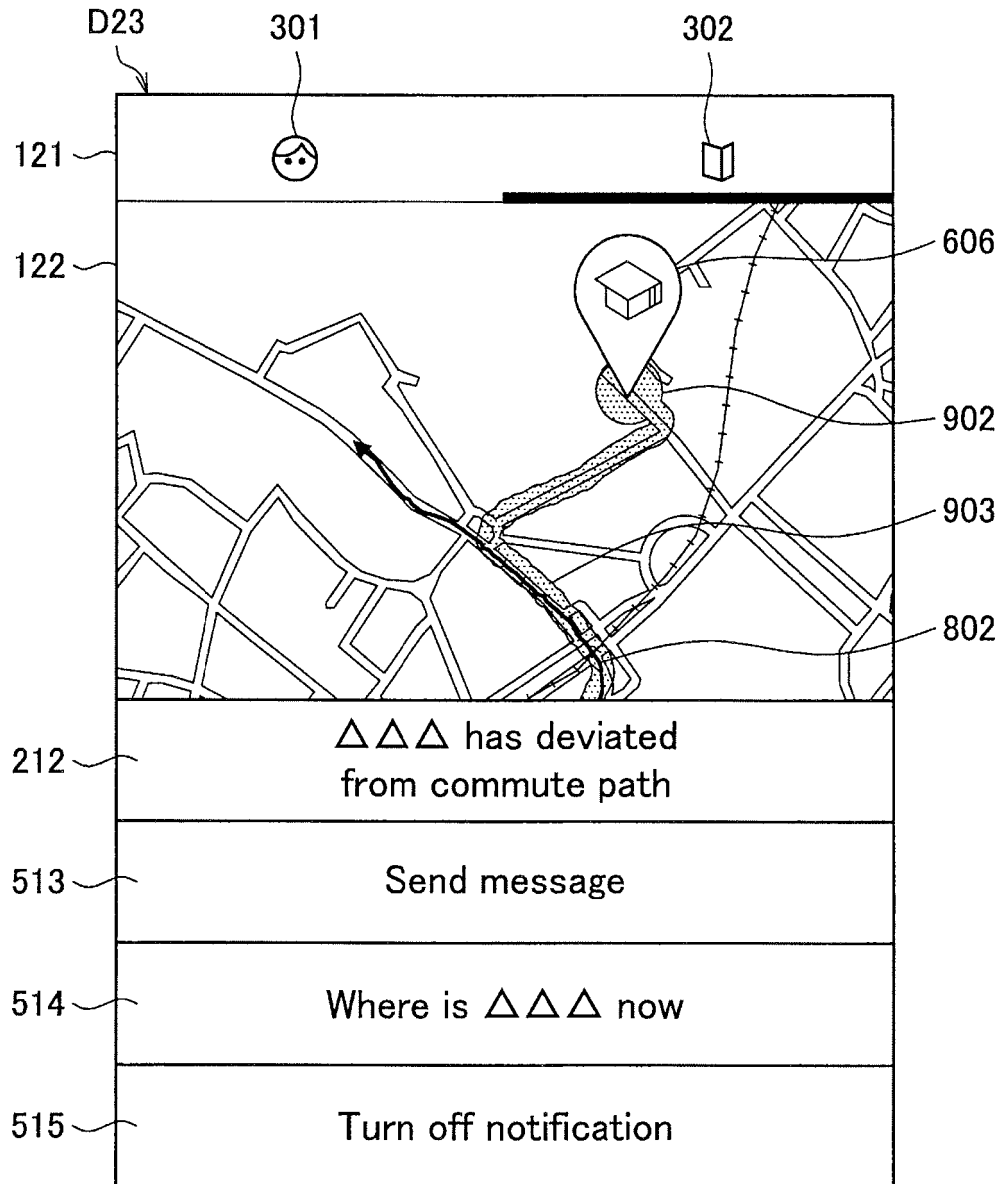 D23
301
302
121
122
606
902
903
802
212
△△△ has deviated
from commute path
513
Send message
514
Where is △△△ now
515
Turn off notification